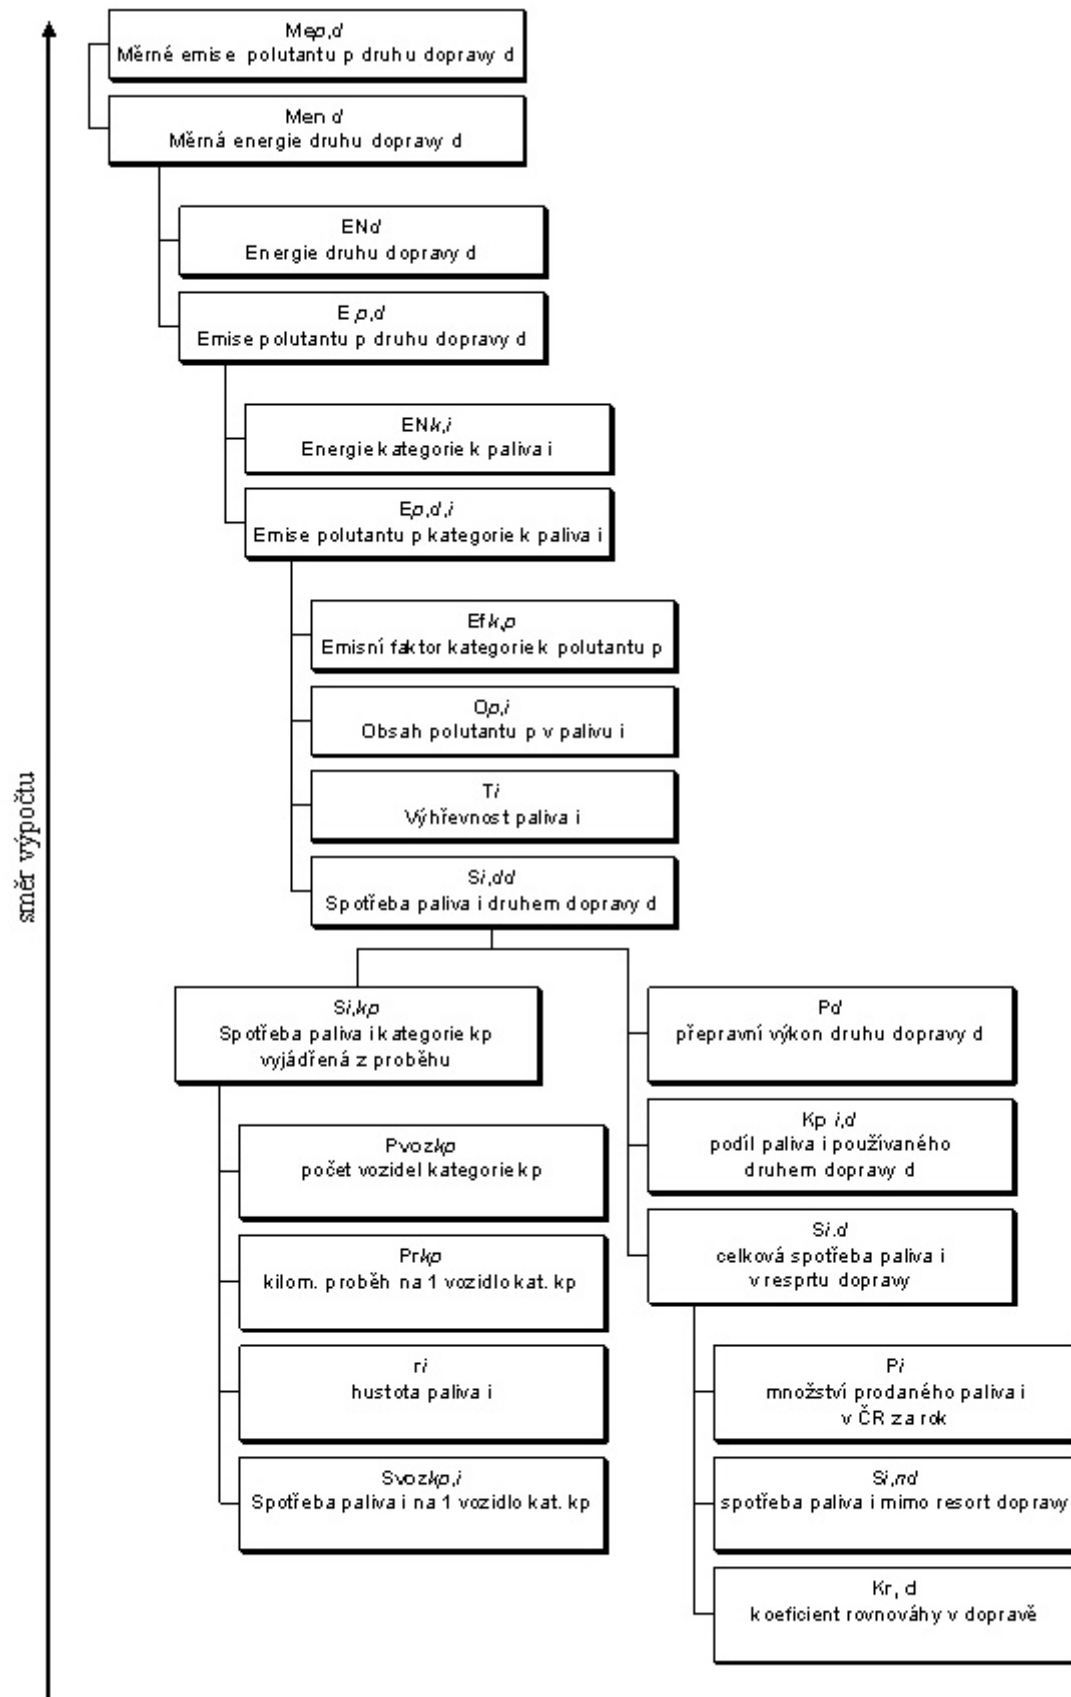 Mep,d
Měrné emise polutantu p druhu dopravy d
Men d
Měrná energie druhu dopravy d
ENd
Energie druhu dopravy d
E,p,d
Emise polutantu p druhu dopravy d
ENk,i
Energie kategorie k paliva i
Ep,d,i
Emise polutantu p kategorie k paliva i
Efk,p
Emisní faktor kategorie k polutantu p
Op,i
Obsah polutantu p v palivu i
Ti
Výhřevnost paliva i
Si,dd
Spotřeba paliva i druhem dopravy d
směr výpočtu
Si,kp
Spotřeba paliva i kategorie kp
vyjádřená z proběhu
Pvozkp
počet vozidel kategorie kp
Prkp
kilom. proběh na 1 vozidlo kat. kp
ri
hustota paliva i
Svozkp,i
Spotřeba paliva i na 1 vozidlo kat. kp
Pd
přepravní výkon druhu dopravy d
Kp i,d
podíl paliva i používaného
druhem dopravy d
Si.d
celková spotřeba paliva i
v resprtu dopravy
Pi
množství prodaného paliva i
v ČR za rok
Si,nd
spotřeba paliva i mimo resort dopravy
Kr, d
koeficient rovnováhy v dopravě